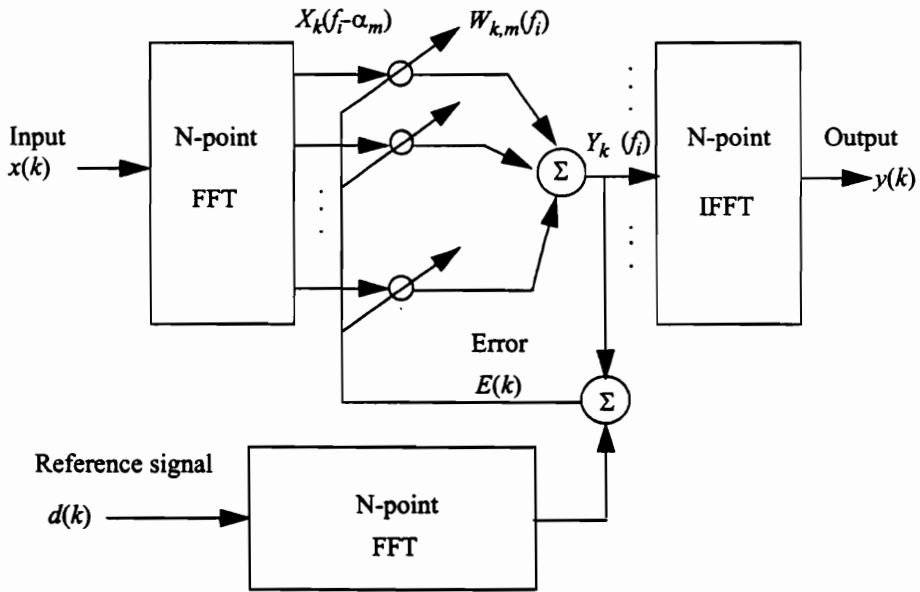 X_k(f_i-α_m)
W_{k,m}(f_i)
Input
x(k)
N-point
FFT
Σ
Y_k (f_i)
N-point
IFFT
Output
y(k)
Error
E(k)
Σ
Reference signal
d(k)
N-point
FFT